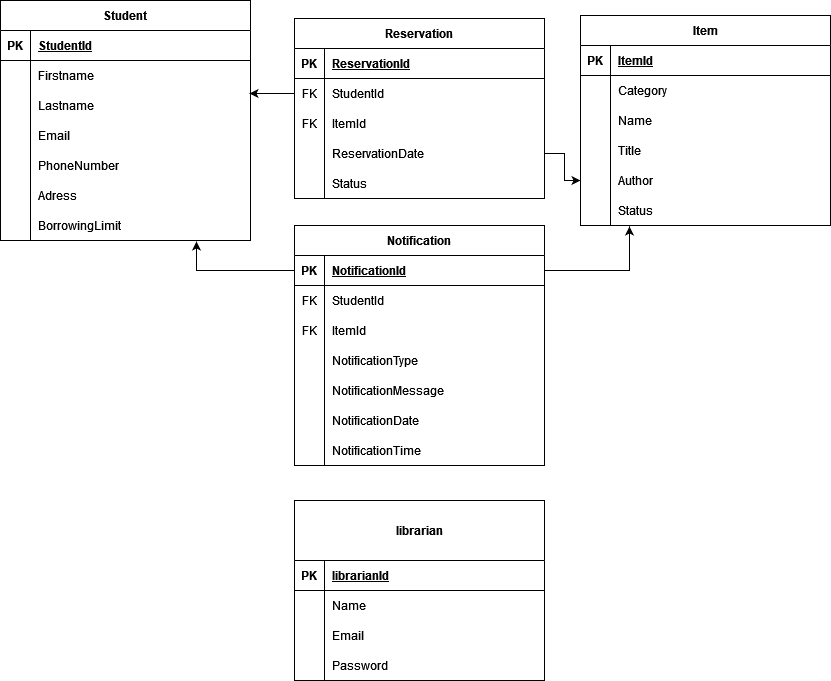 Student
PK StudentId
Firstname
Lastname
Email
PhoneNumber
Adress
BorrowingLimit
Reservation
PK ReservationId
FK StudentId
FK ItemId
ReservationDate
Status
Item
PK ItemId
Category
Name
Title
Author
Status
Notification
PK NotificationId
FK StudentId
FK ItemId
NotificationType
NotificationMessage
NotificationDate
NotificationTime
librarian
PK librarianId
Name
Email
Password